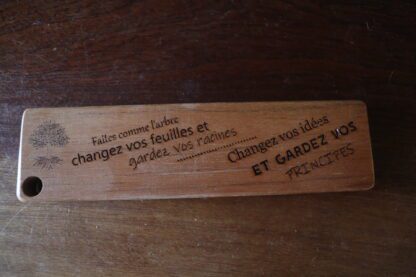 Faites comme l'arbre
changez vos feuilles et
gardez vos racines
Changez vos idées
ET GARDEZ VOS
PRINCIPES